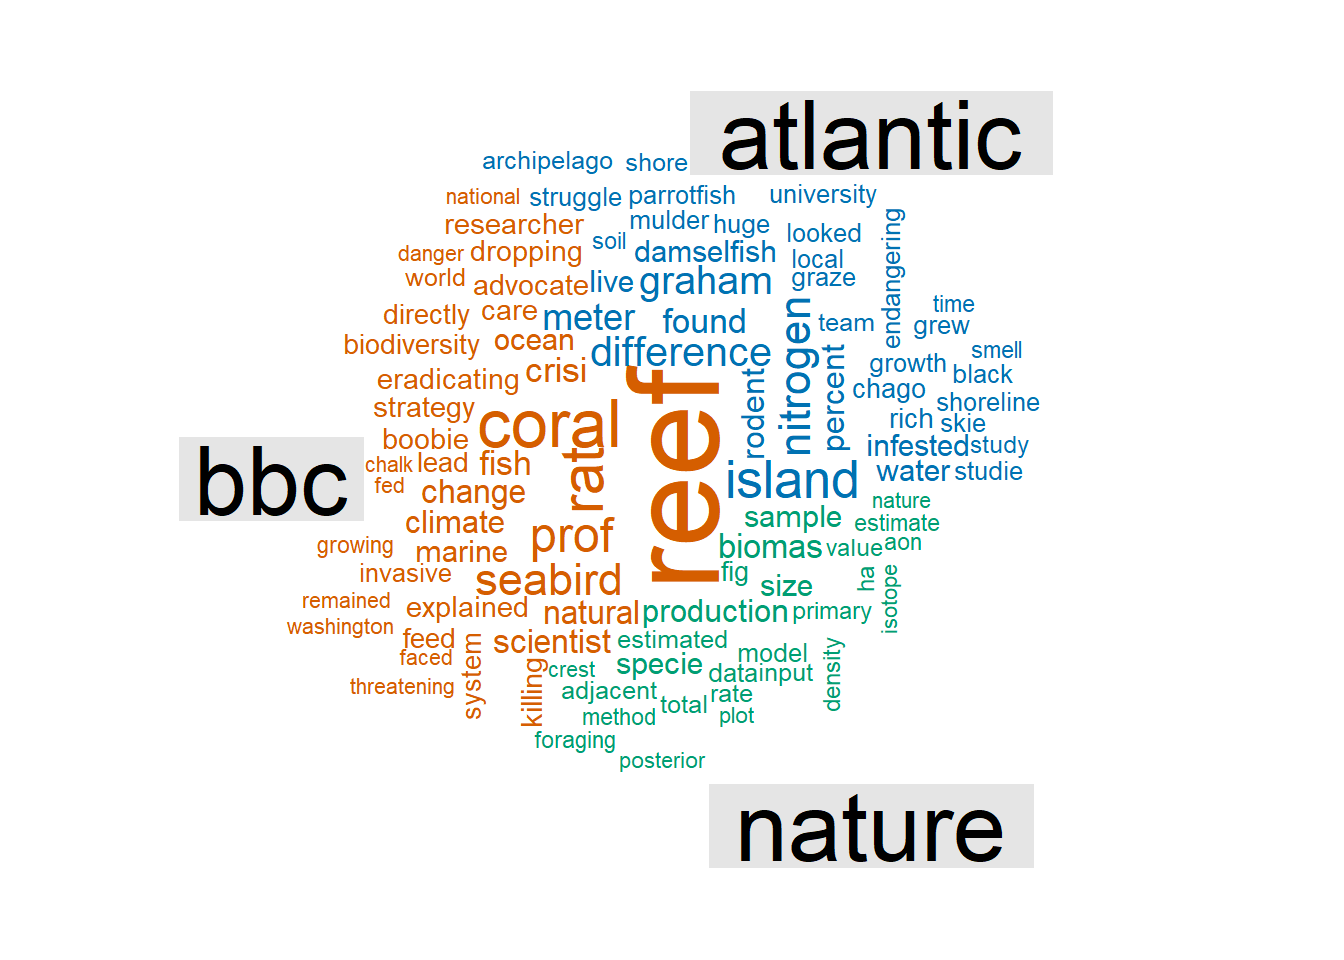 atlantic
archipelago shore
national struggle parrotfish university
researcher mulder huge
soil looked
danger dropping damselfish local
endangering
world advocate live graham graze
directly care meter found team grew time
nitrogen
biodiversity ocean difference smell
percent
eradicating crisi growth black
rodent
strategy chago shoreline
coral reef rich skie
boobie infested study
bbc
chalk lead fish rat island water studie
fed change nature
climate prof sample estimate
growing marine biomas value aon
invasive seabird fig size ha isotope
remained explained natural production primary
washington feed scientist estimated
faced system specie model
crest data input density
threatening killing adjacent total rate
method plot
foraging
posterior
nature